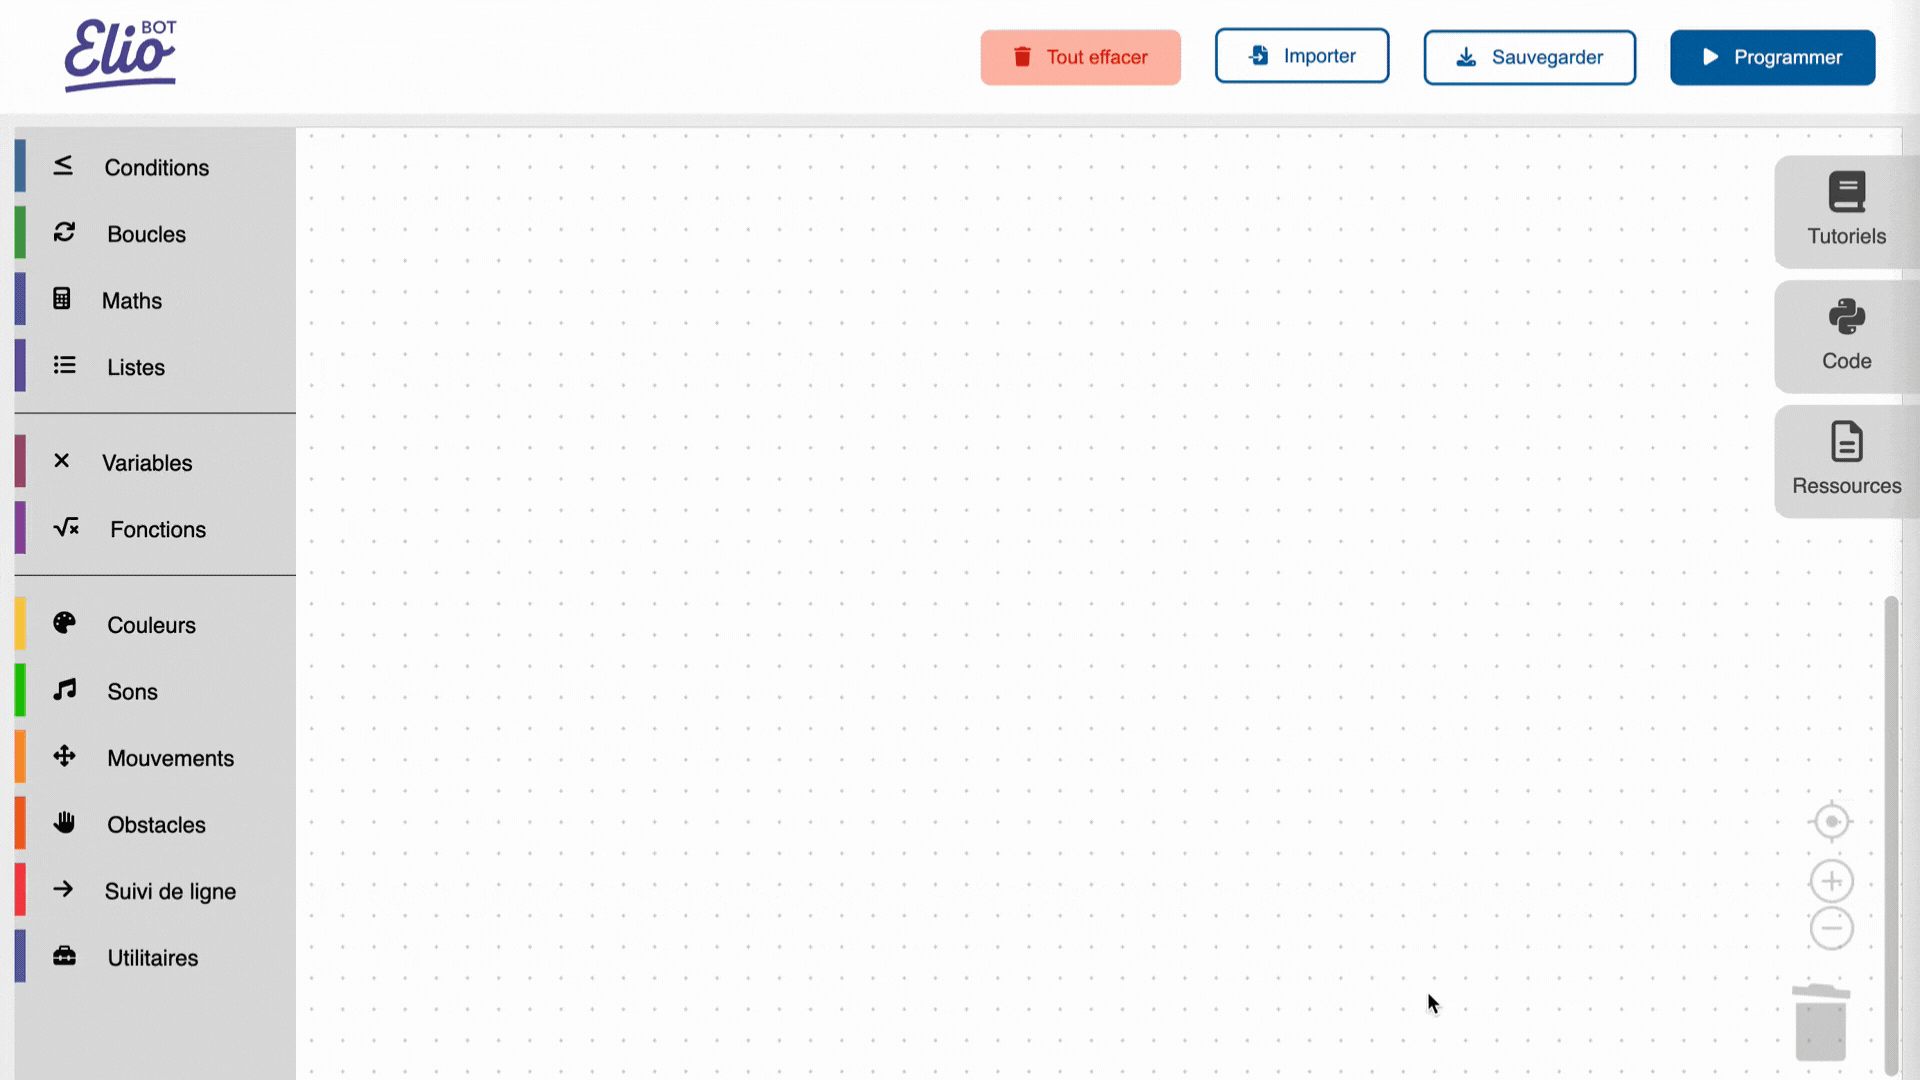 Elio BOT
Tout effacer
Importer
Sauvegarder
Programmer
Conditions
Boucles
Maths
Listes
Variables
Fonctions
Couleurs
Sons
Mouvements
Obstacles
Suivi de ligne
Utilitaires
Tutoriels
Code
Ressources